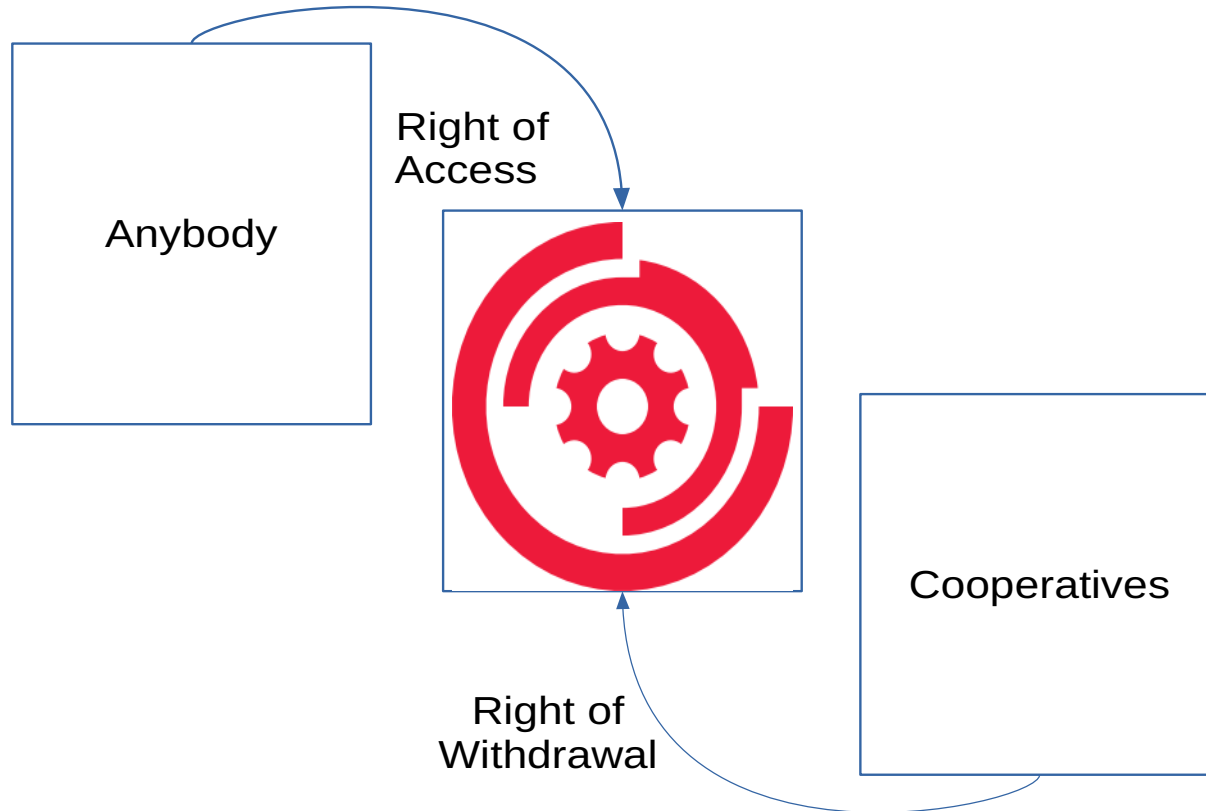 Right of
Access
Anybody
Cooperatives
Right of
Withdrawal